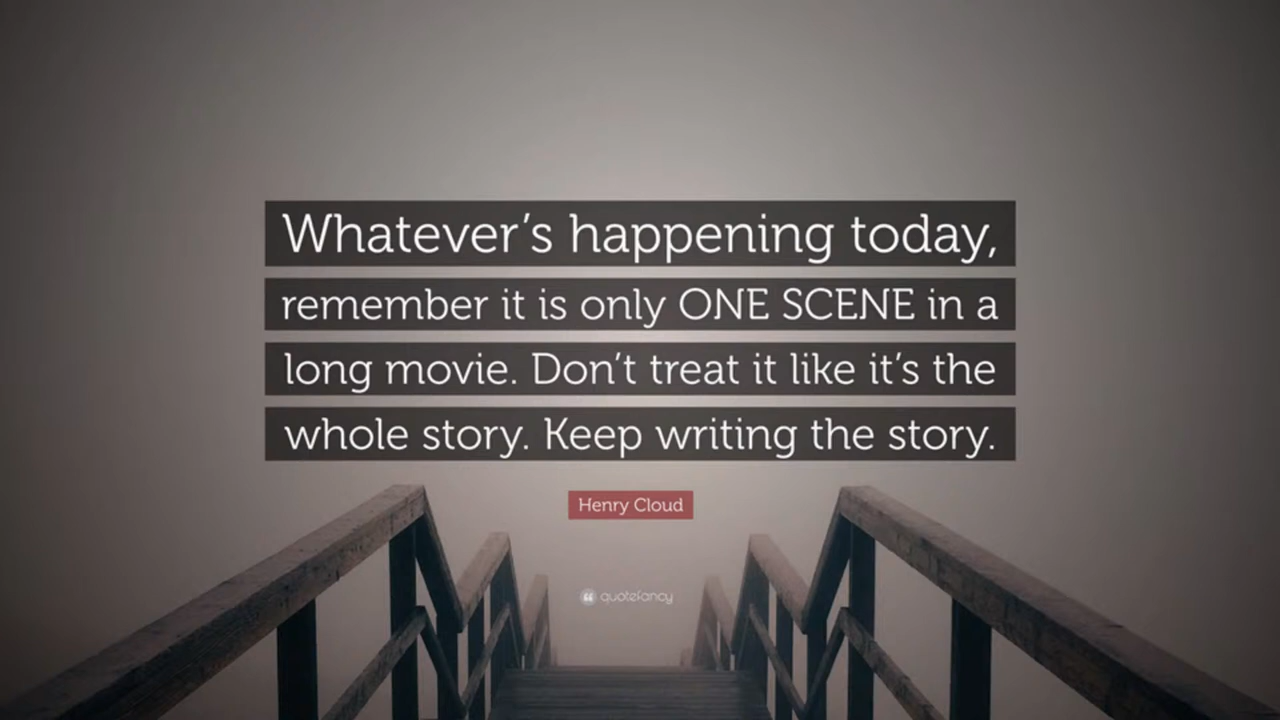 Whatever’s happening today,
remember it is only ONE SCENE in a
long movie. Don’t treat it like it’s the
whole story. Keep writing the story.
Henry Cloud
quotefancy